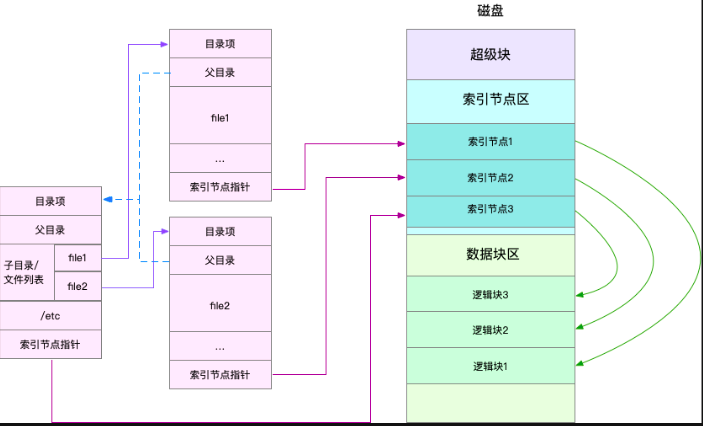 磁盘
目录项
父目录
file1
...
索引节点指针
目录项
父目录
file2
...
索引节点指针
目录项
父目录
子目录/
文件列表
file1
file2
/etc
索引节点指针
超级块
索引节点区
索引节点1
索引节点2
索引节点3
数据块区
逻辑块3
逻辑块2
逻辑块1